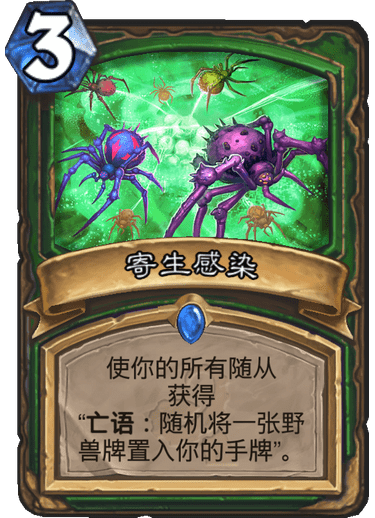 3
寄生感染
使你的所有随从
获得
“亡语：随机将一张野
兽牌置入你的手牌”。